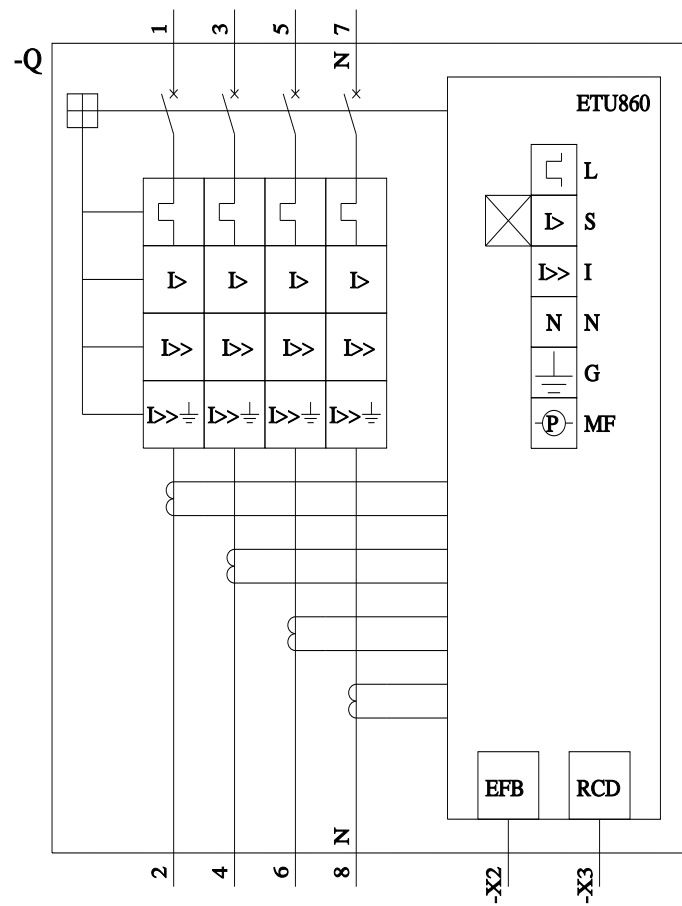 1 3 5 7
N
-Q
ETU860
L
I> S
I> I> I> I>
I>> I
I>> I>> I>> I>>
N N
G
I>> I>> I>> I>>
P MF
EFB RCD
N
2 4 6 8
-X2 -X3